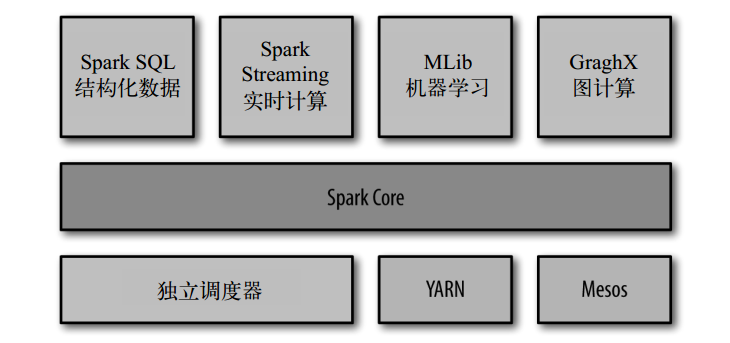 Spark SQL
结构化数据
Spark
Streaming
实时计算
MLib
机器学习
GraghX
图计算
Spark Core
独立调度器
YARN
Mesos